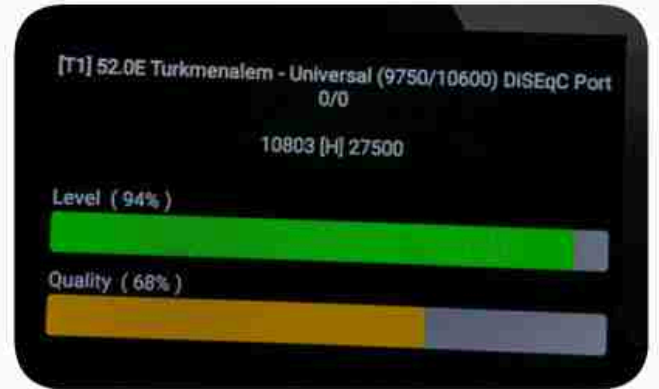 [T1] 52.0E Turkmenalem - Universal (9750/10600) DiSEqC Port
0/0
10803 [H] 27500
Level ( 94% )
Quality ( 68% )